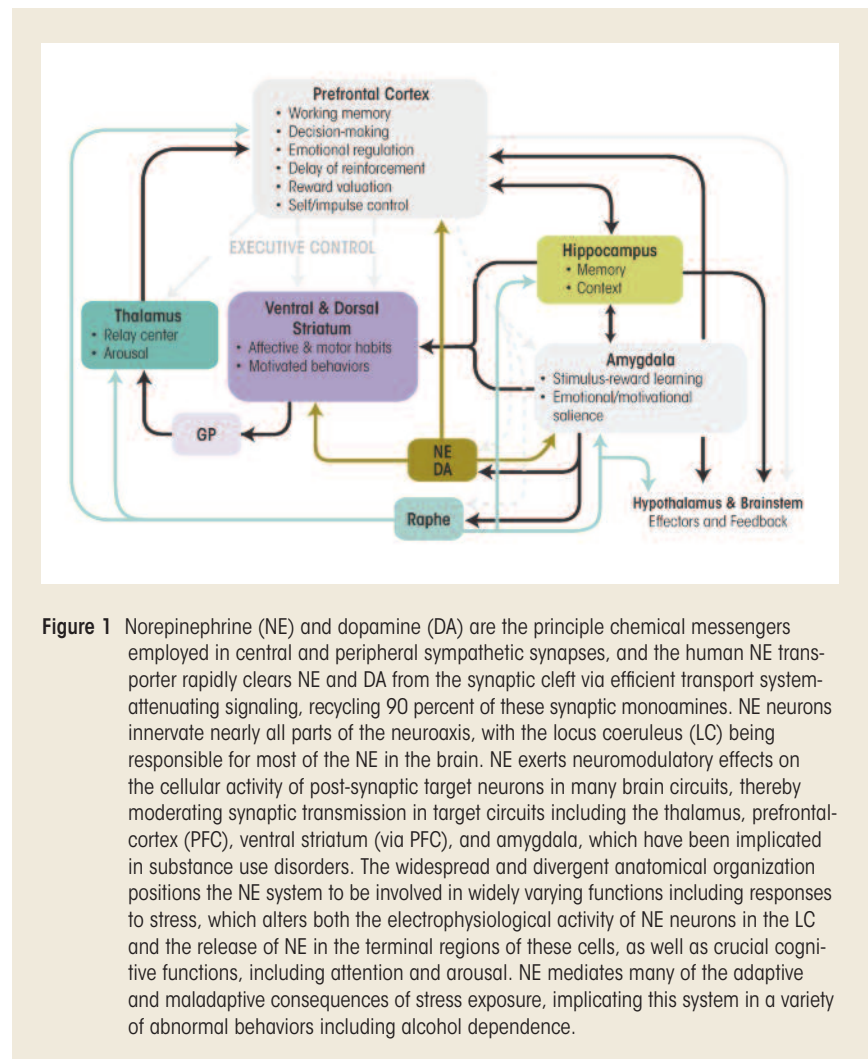 Prefrontal Cortex
• Working memory
• Decision-making
• Emotional regulation
• Delay of reinforcement
• Reward valuation
• Self/impulse control
EXECUTIVE CONTROL
Hippocampus
• Memory
• Context
Thalamus
• Relay center
• Arousal
Ventral & Dorsal
Striatum
• Affective & motor habits
• Motivated behaviors
Amygdala
• Stimulus-reward learning
• Emotional/motivational
salience
GP
NE
DA
Raphe
Hypothalamus & Brainstem
Effectors and Feedback
Figure 1 Norepinephrine (NE) and dopamine (DA) are the principle chemical messengers
employed in central and peripheral sympathetic synapses, and the human NE trans-
porter rapidly clears NE and DA from the synaptic cleft via efficient transport system-
attenuating signaling, recycling 90 percent of these synaptic monoamines. NE neurons
innervate nearly all parts of the neuroaxis, with the locus coeruleus (LC) being
responsible for most of the NE in the brain. NE exerts neuromodulatory effects on
the cellular activity of post-synaptic target neurons in many brain circuits, thereby
moderating synaptic transmission in target circuits including the thalamus, prefrontal-
cortex (PFC), ventral striatum (via PFC), and amygdala, which have been implicated
in substance use disorders. The widespread and divergent anatomical organization
positions the NE system to be involved in widely varying functions including responses
to stress, which alters both the electrophysiological activity of NE neurons in the LC
and the release of NE in the terminal regions of these cells, as well as crucial cogni-
tive functions, including attention and arousal. NE mediates many of the adaptive
and maladaptive consequences of stress exposure, implicating this system in a variety
of abnormal behaviors including alcohol dependence.